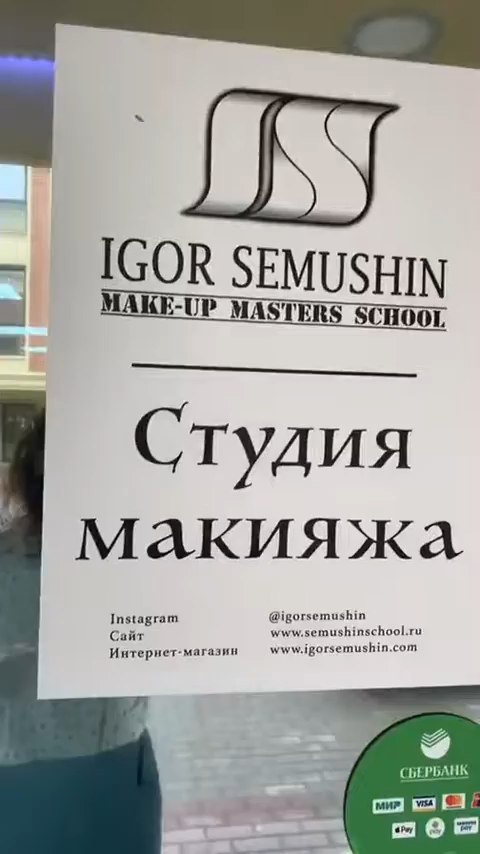 IGOR SEMUSHIN
MAKE-UP MASTERS SCHOOL
Студия
макияжа
Instagram @igorsemushin
Сайт www.semushinschool.ru
Интернет-магазин www.igorsemushin.com
СБЕРБАНК
МИР VISA
Pay